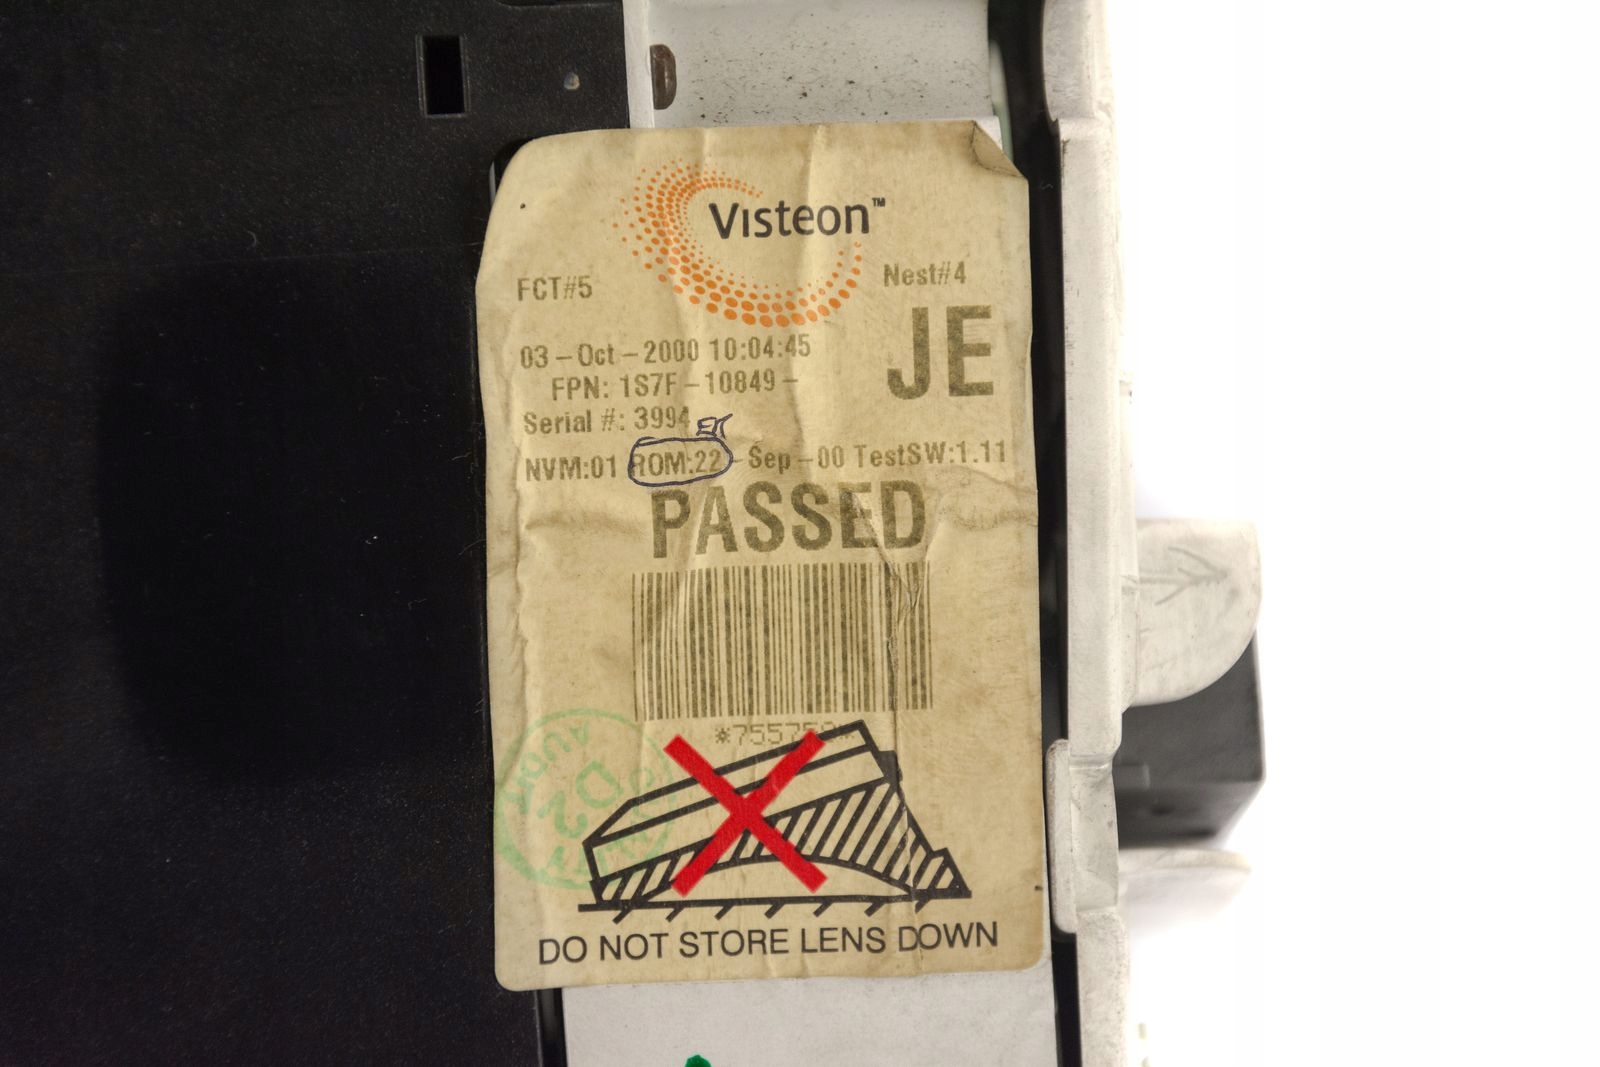 Visteon™
FCT#5
Nest#4
JE
03-Oct-2000 10:04:45
FPN: 1S7F-10849-
Serial #: 3994
NVM:01 ROM:22-Sep-00 TestSW:1.11
PASSED
AUDIT
DO NOT STORE LENS DOWN